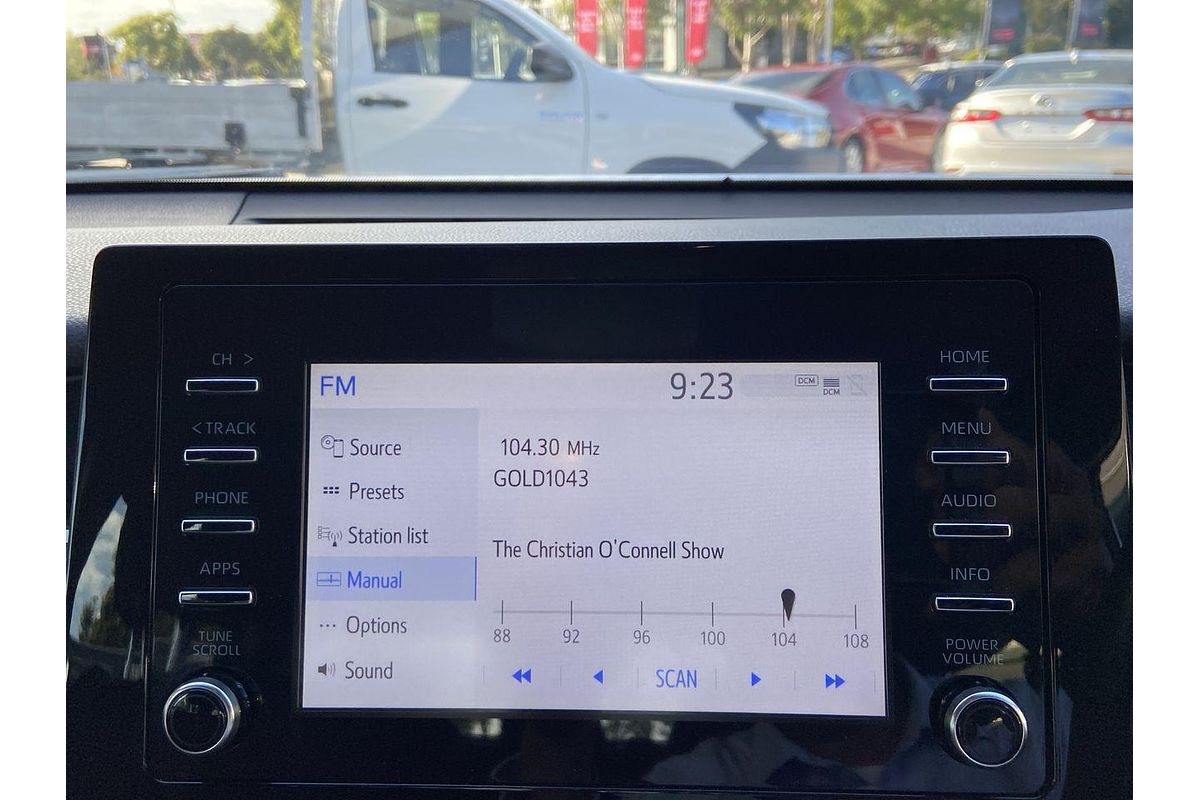 CH >
< TRACK
PHONE
APPS
TUNE
SCROLL
FM
9:23
DCM
DCM
Source
Presets
Station list
Manual
Options
Sound
104.30 MHz
GOLD1043
The Christian O'Connell Show
88 92 96 100 104 108
SCAN
HOME
MENU
AUDIO
INFO
POWER
VOLUME